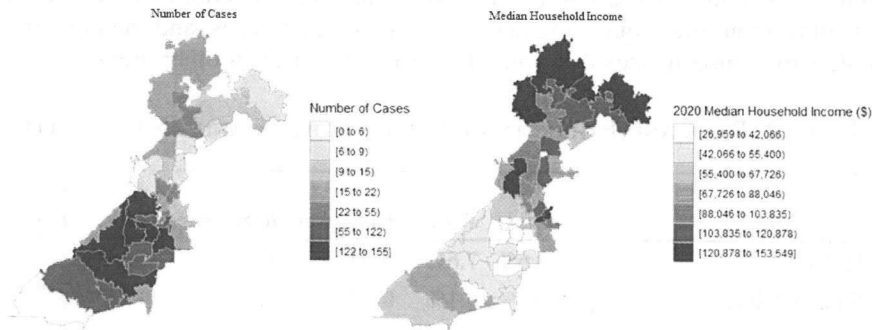 Number of Cases
Median Household Income
Number of Cases
[0 to 6)
[6 to 9)
[9 to 15)
[15 to 22)
[22 to 55)
[55 to 122)
[122 to 155]
2020 Median Household Income ($)
[26,959 to 42,066)
[42,066 to 55,400)
[55,400 to 67,726)
[67,726 to 88,046)
[88,046 to 103,835)
[103,835 to 120,878)
[120,878 to 153,549]